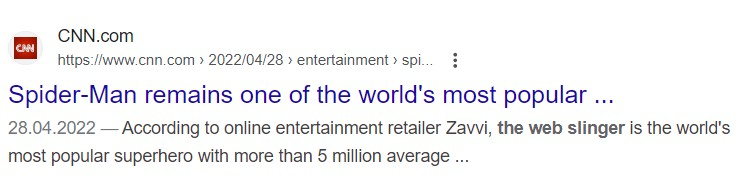 CNN
CNN.com
https://www.cnn.com › 2022/04/28 › entertainment › spi...
Spider-Man remains one of the world's most popular ...
28.04.2022 — According to online entertainment retailer Zavvi, the web slinger is the world's
most popular superhero with more than 5 million average ...